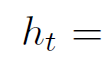 h_t =